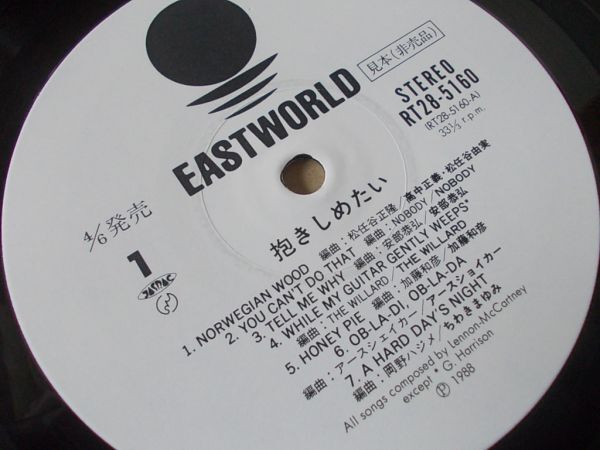 EASTWORLD
見本(非売品)
STEREO
RT28-5160
(RT28-5160-A)
33⅓ r.p.m.
4/6発売
1
JASRAC
抱きしめたい
1. NORWEGIAN WOOD 編曲：松任谷正隆/高中正義・松任谷由実
2. YOU CAN'T DO THAT 編曲：NOBODY/NOBODY
3. TELL ME WHY 編曲：安部恭弘/安部恭弘
4. WHILE MY GUITAR GENTLY WEEPS*
編曲：THE WILLARD/THE WILLARD
5. HONEY PIE 編曲：加藤和彦/加藤和彦
6. OB-LA-DI, OB-LA-DA
編曲：アースシェイカー/アースシェイカー
7. A HARD DAY'S NIGHT
編曲：岡野ハジメ/ちわきまゆみ
All songs composed by Lennon-McCartney
except * G. Harrison
Ⓟ 1988